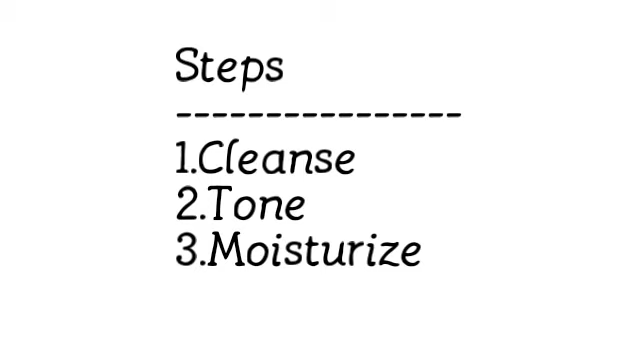 Steps
----------------
1.Cleanse
2.Tone
3.Moisturize